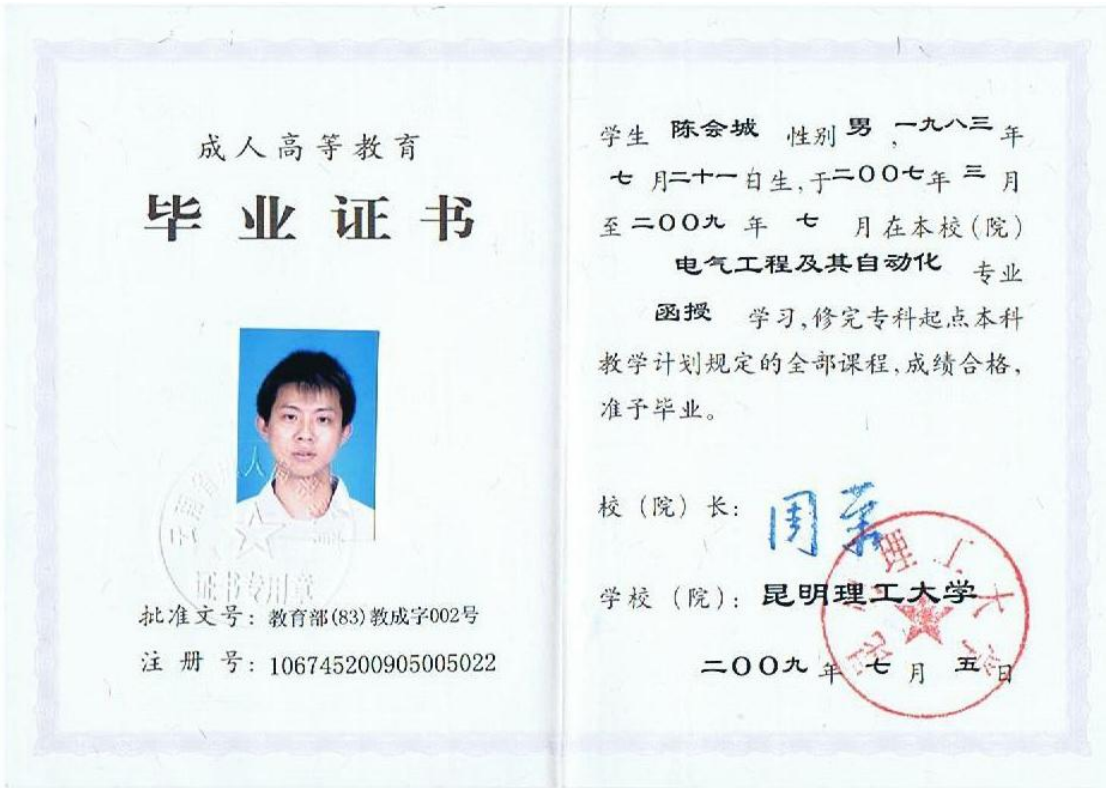 成人高等教育
毕业证书
证书专用章
批准文号：教育部(83)教成字002号
注册号：106745200905005022
学生 陈会城 性别 男，一九八三年
七月二十一日生，于二〇〇七年三月
至二〇〇九年七月在本校（院）
电气工程及其自动化 专业
函授 学习，修完专科起点本科
教学计划规定的全部课程，成绩合格，
准予毕业。
校（院）长：
学校（院）：昆明理工大学
二〇〇九年七月五日